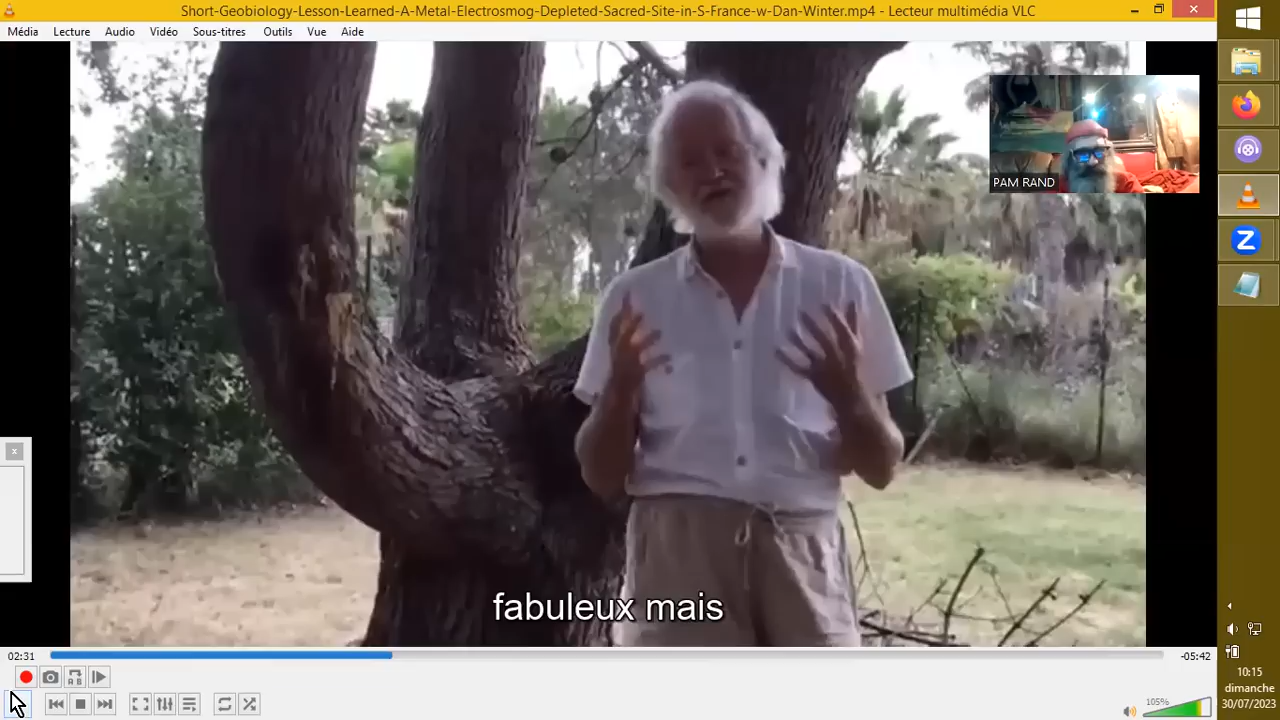 Short-Geobiology-Lesson-Learned-A-Metal-Electrosmog-Depleted-Sacred-Site-in-S-France-w-Dan-Winter.mp4 - Lecteur multimédia VLC
Média Lecture Audio Vidéo Sous-titres Outils Vue Aide
PAM RAND
fabuleux mais
02:31
-05:42
105%
10:15
dimanche
30/07/2023